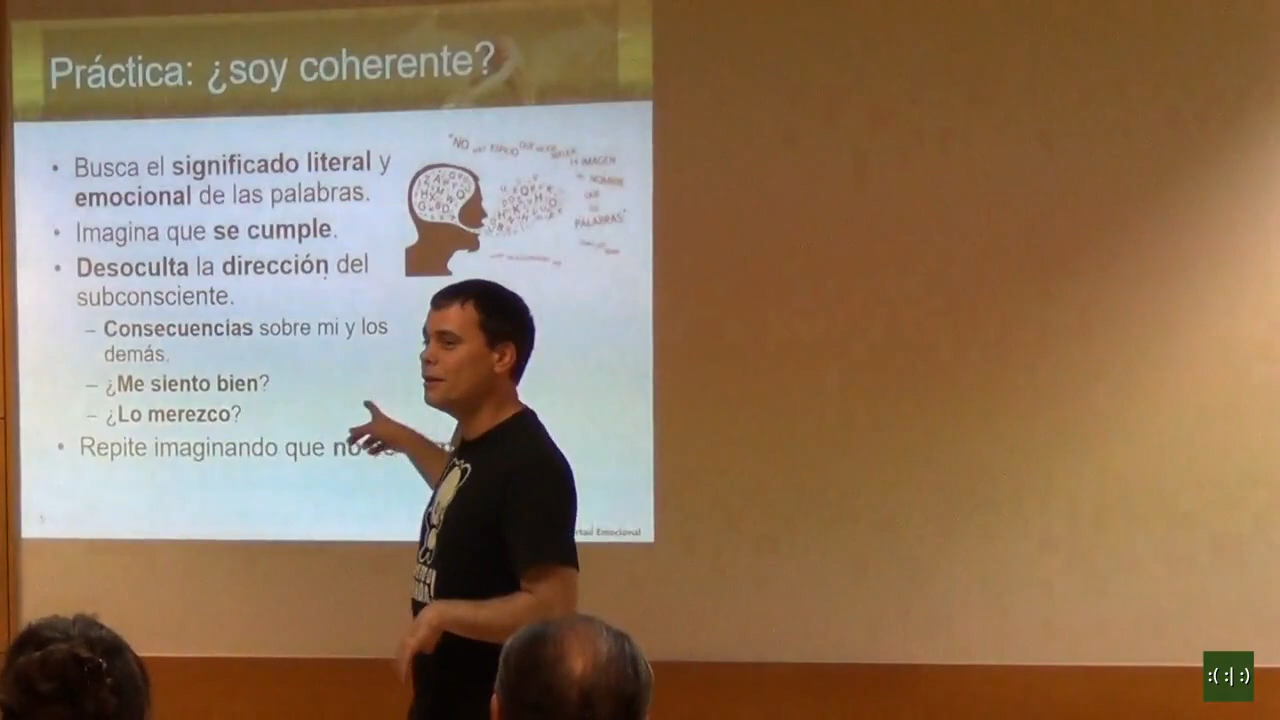 Práctica: ¿soy coherente?
• Busca el significado literal y
emocional de las palabras.
• Imagina que se cumple.
• Desoculta la dirección del
subconsciente.
– Consecuencias sobre mi y los
demás.
– ¿Me siento bien?
– ¿Lo merezco?
• Repite imaginando que no
"NO
IMAGEN
NOMBRE
QUE
PALABRAS"
Emocional
:( :| :)